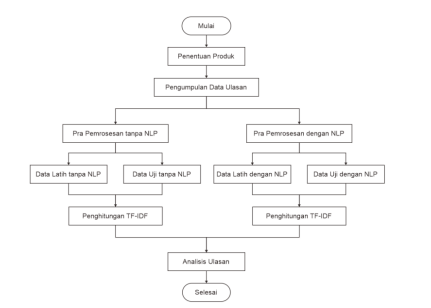 Mulai
Penentuan Produk
Pengumpulan Data Ulasan
Pra Pemrosesan tanpa NLP
Pra Pemrosesan dengan NLP
Data Latih tanpa NLP
Data Uji tanpa NLP
Data Latih dengan NLP
Data Uji dengan NLP
Penghitungan TF-IDF
Penghitungan TF-IDF
Analisis Ulasan
Selesai